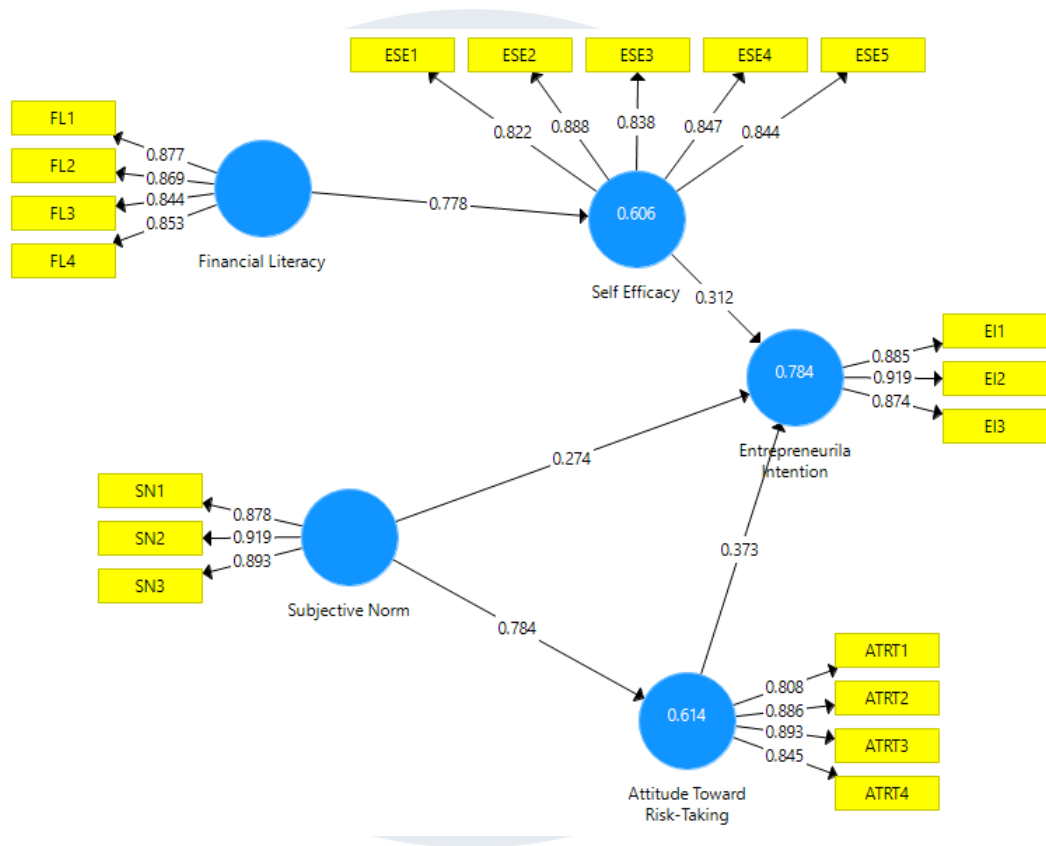 ESE1
ESE2
ESE3
ESE4
ESE5
0.822
0.888
0.838
0.847
0.844
FL1
FL2
FL3
FL4
0.877
0.869
0.844
0.853
Financial Literacy
0.778
0.606
Self Efficacy
0.312
0.784
Entrepreneurila
Intention
0.885
0.919
0.874
EI1
EI2
EI3
0.274
SN1
SN2
SN3
0.878
0.919
0.893
Subjective Norm
0.784
0.373
0.614
Attitude Toward
Risk-Taking
0.808
0.886
0.893
0.845
ATRT1
ATRT2
ATRT3
ATRT4